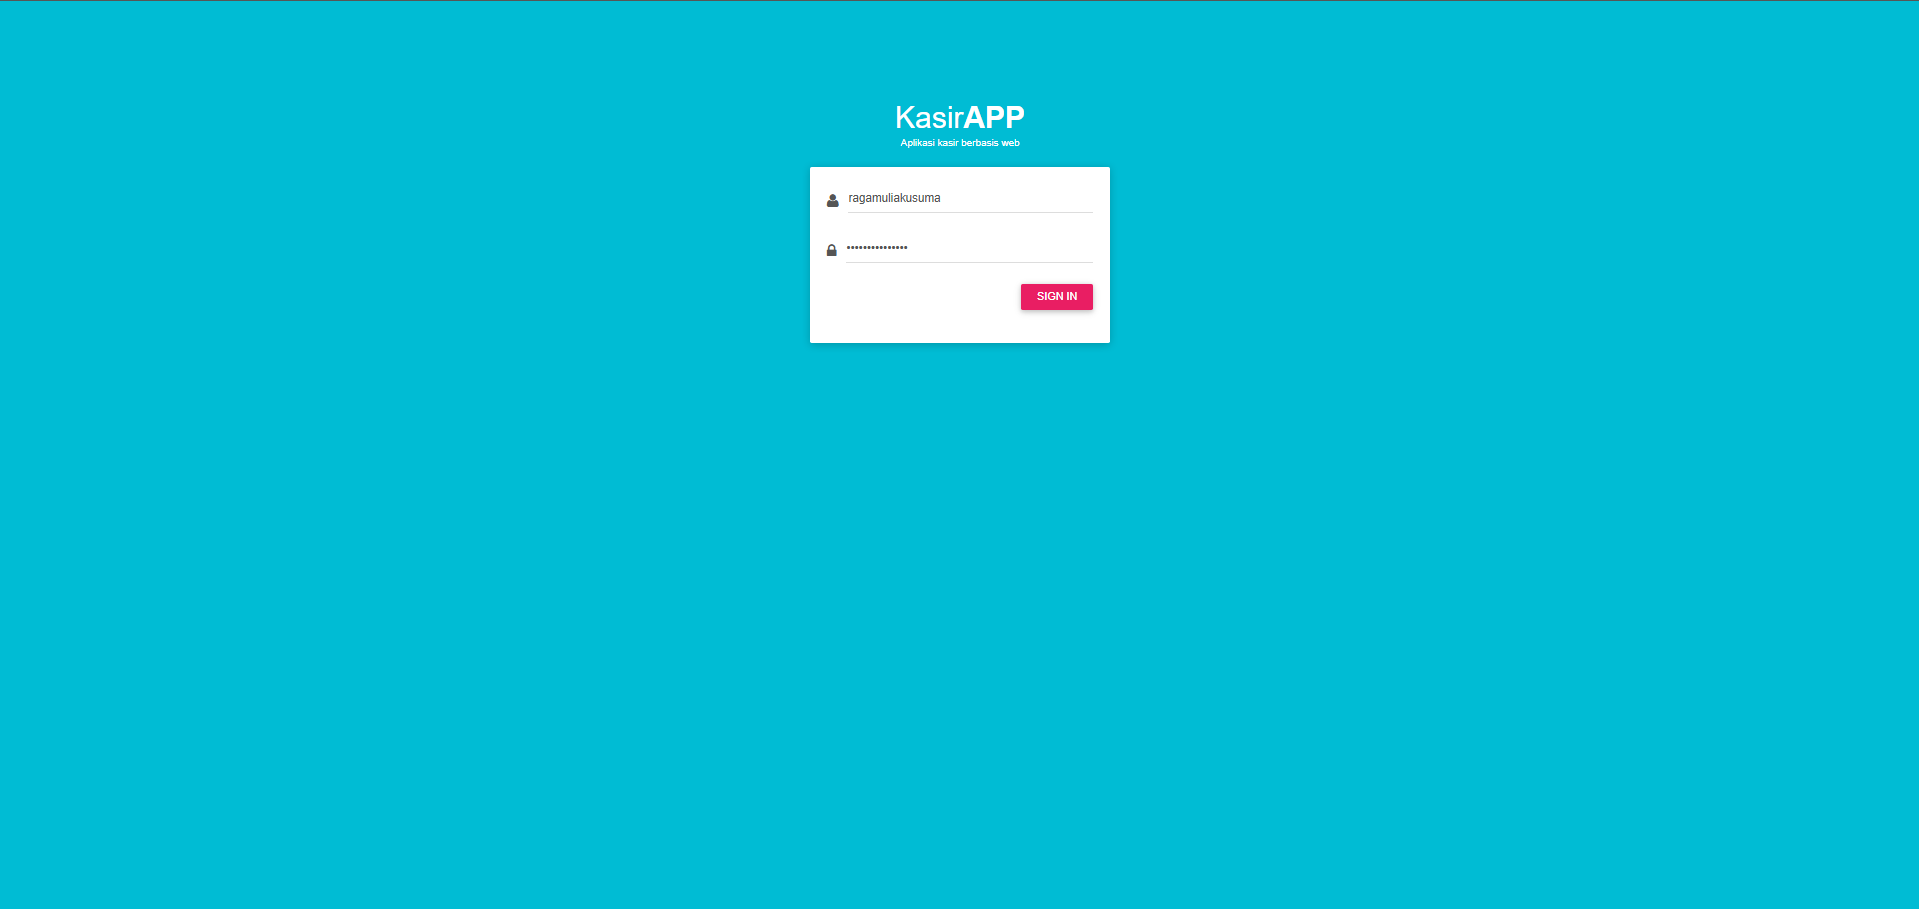 KasirAPP
Aplikasi kasir berbasis web
ragamuliakusuma
•••••••••••••••
SIGN IN